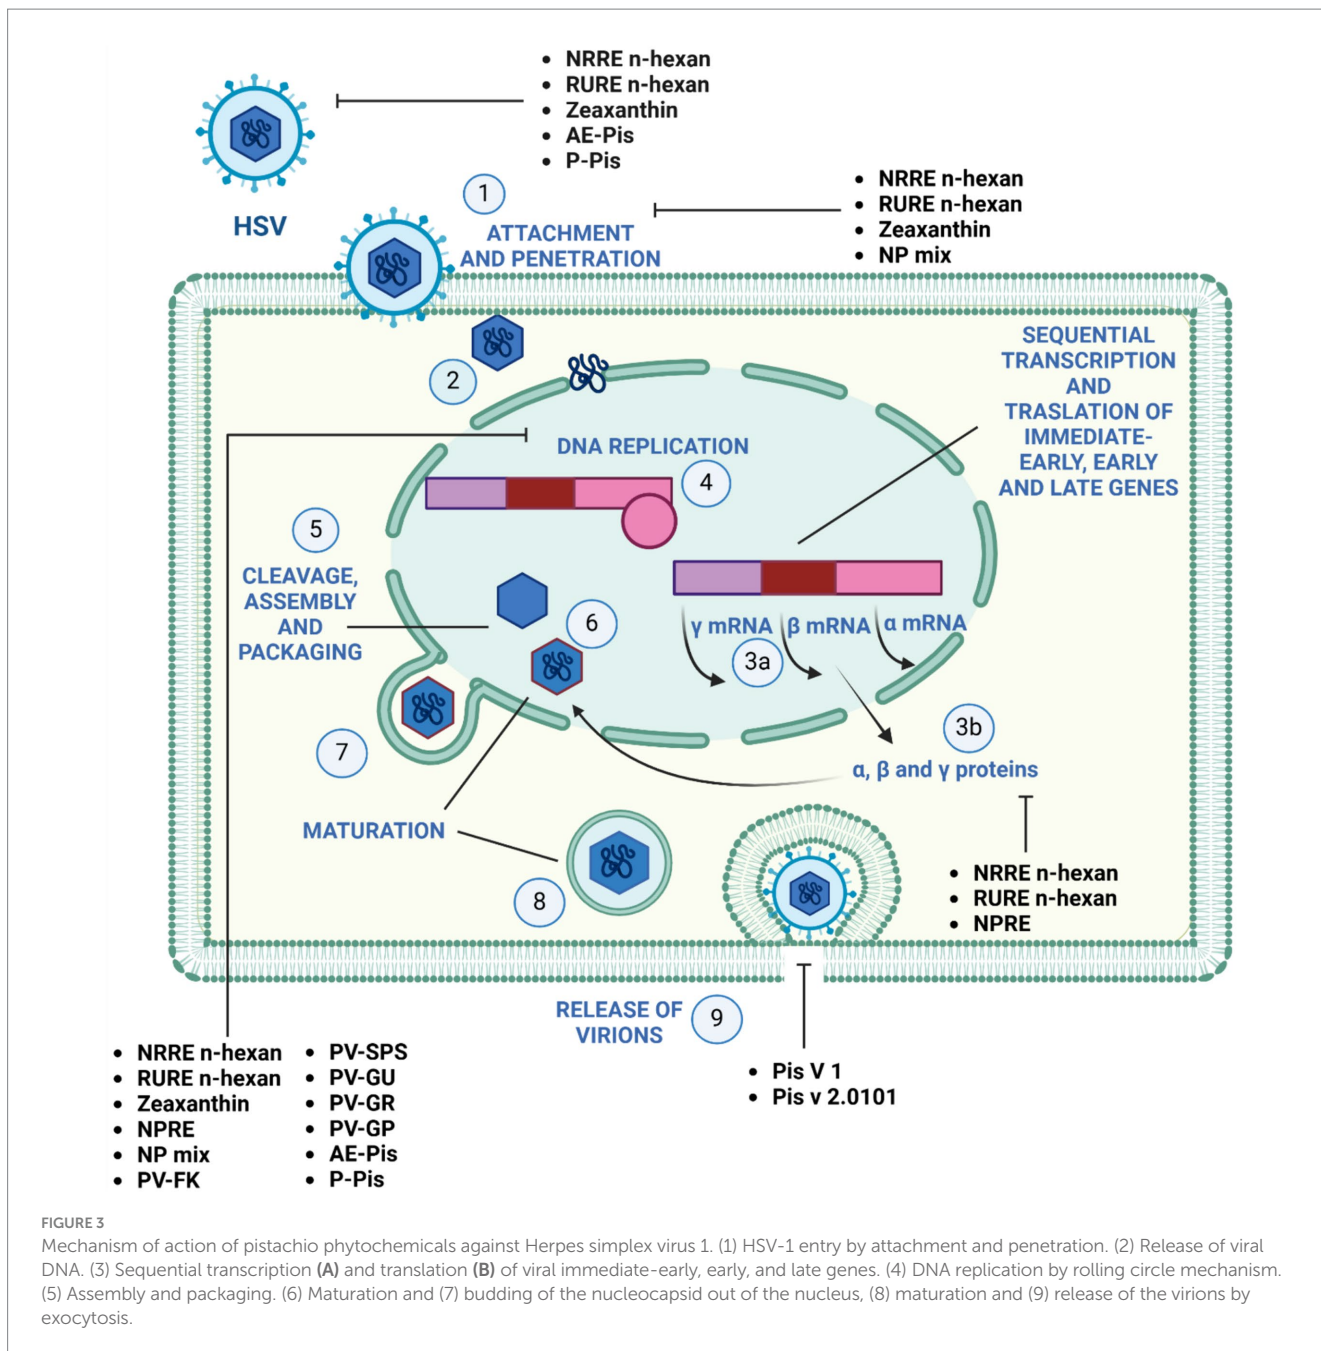 • NRRE n-hexan
• RURE n-hexan
• Zeaxanthin
• AE-Pis
• P-Pis
HSV
1
ATTACHMENT
AND PENETRATION
• NRRE n-hexan
• RURE n-hexan
• Zeaxanthin
• NP mix
2
SEQUENTIAL
TRANSCRIPTION
AND
TRASLATION OF
IMMEDIATE-
EARLY, EARLY
AND LATE GENES
DNA REPLICATION
4
5
CLEAVAGE,
ASSEMBLY
AND
PACKAGING
6
γ mRNA
β mRNA
α mRNA
3a
7
3b
α, β and γ proteins
MATURATION
8
• NRRE n-hexan
• RURE n-hexan
• NPRE
RELEASE OF
VIRIONS
9
• Pis V 1
• Pis v 2.0101
• NRRE n-hexan
• RURE n-hexan
• Zeaxanthin
• NPRE
• NP mix
• PV-FK
• PV-SPS
• PV-GU
• PV-GR
• PV-GP
• AE-Pis
• P-Pis
FIGURE 3
Mechanism of action of pistachio phytochemicals against Herpes simplex virus 1. (1) HSV-1 entry by attachment and penetration. (2) Release of viral
DNA. (3) Sequential transcription (A) and translation (B) of viral immediate-early, early, and late genes. (4) DNA replication by rolling circle mechanism.
(5) Assembly and packaging. (6) Maturation and (7) budding of the nucleocapsid out of the nucleus, (8) maturation and (9) release of the virions by
exocytosis.